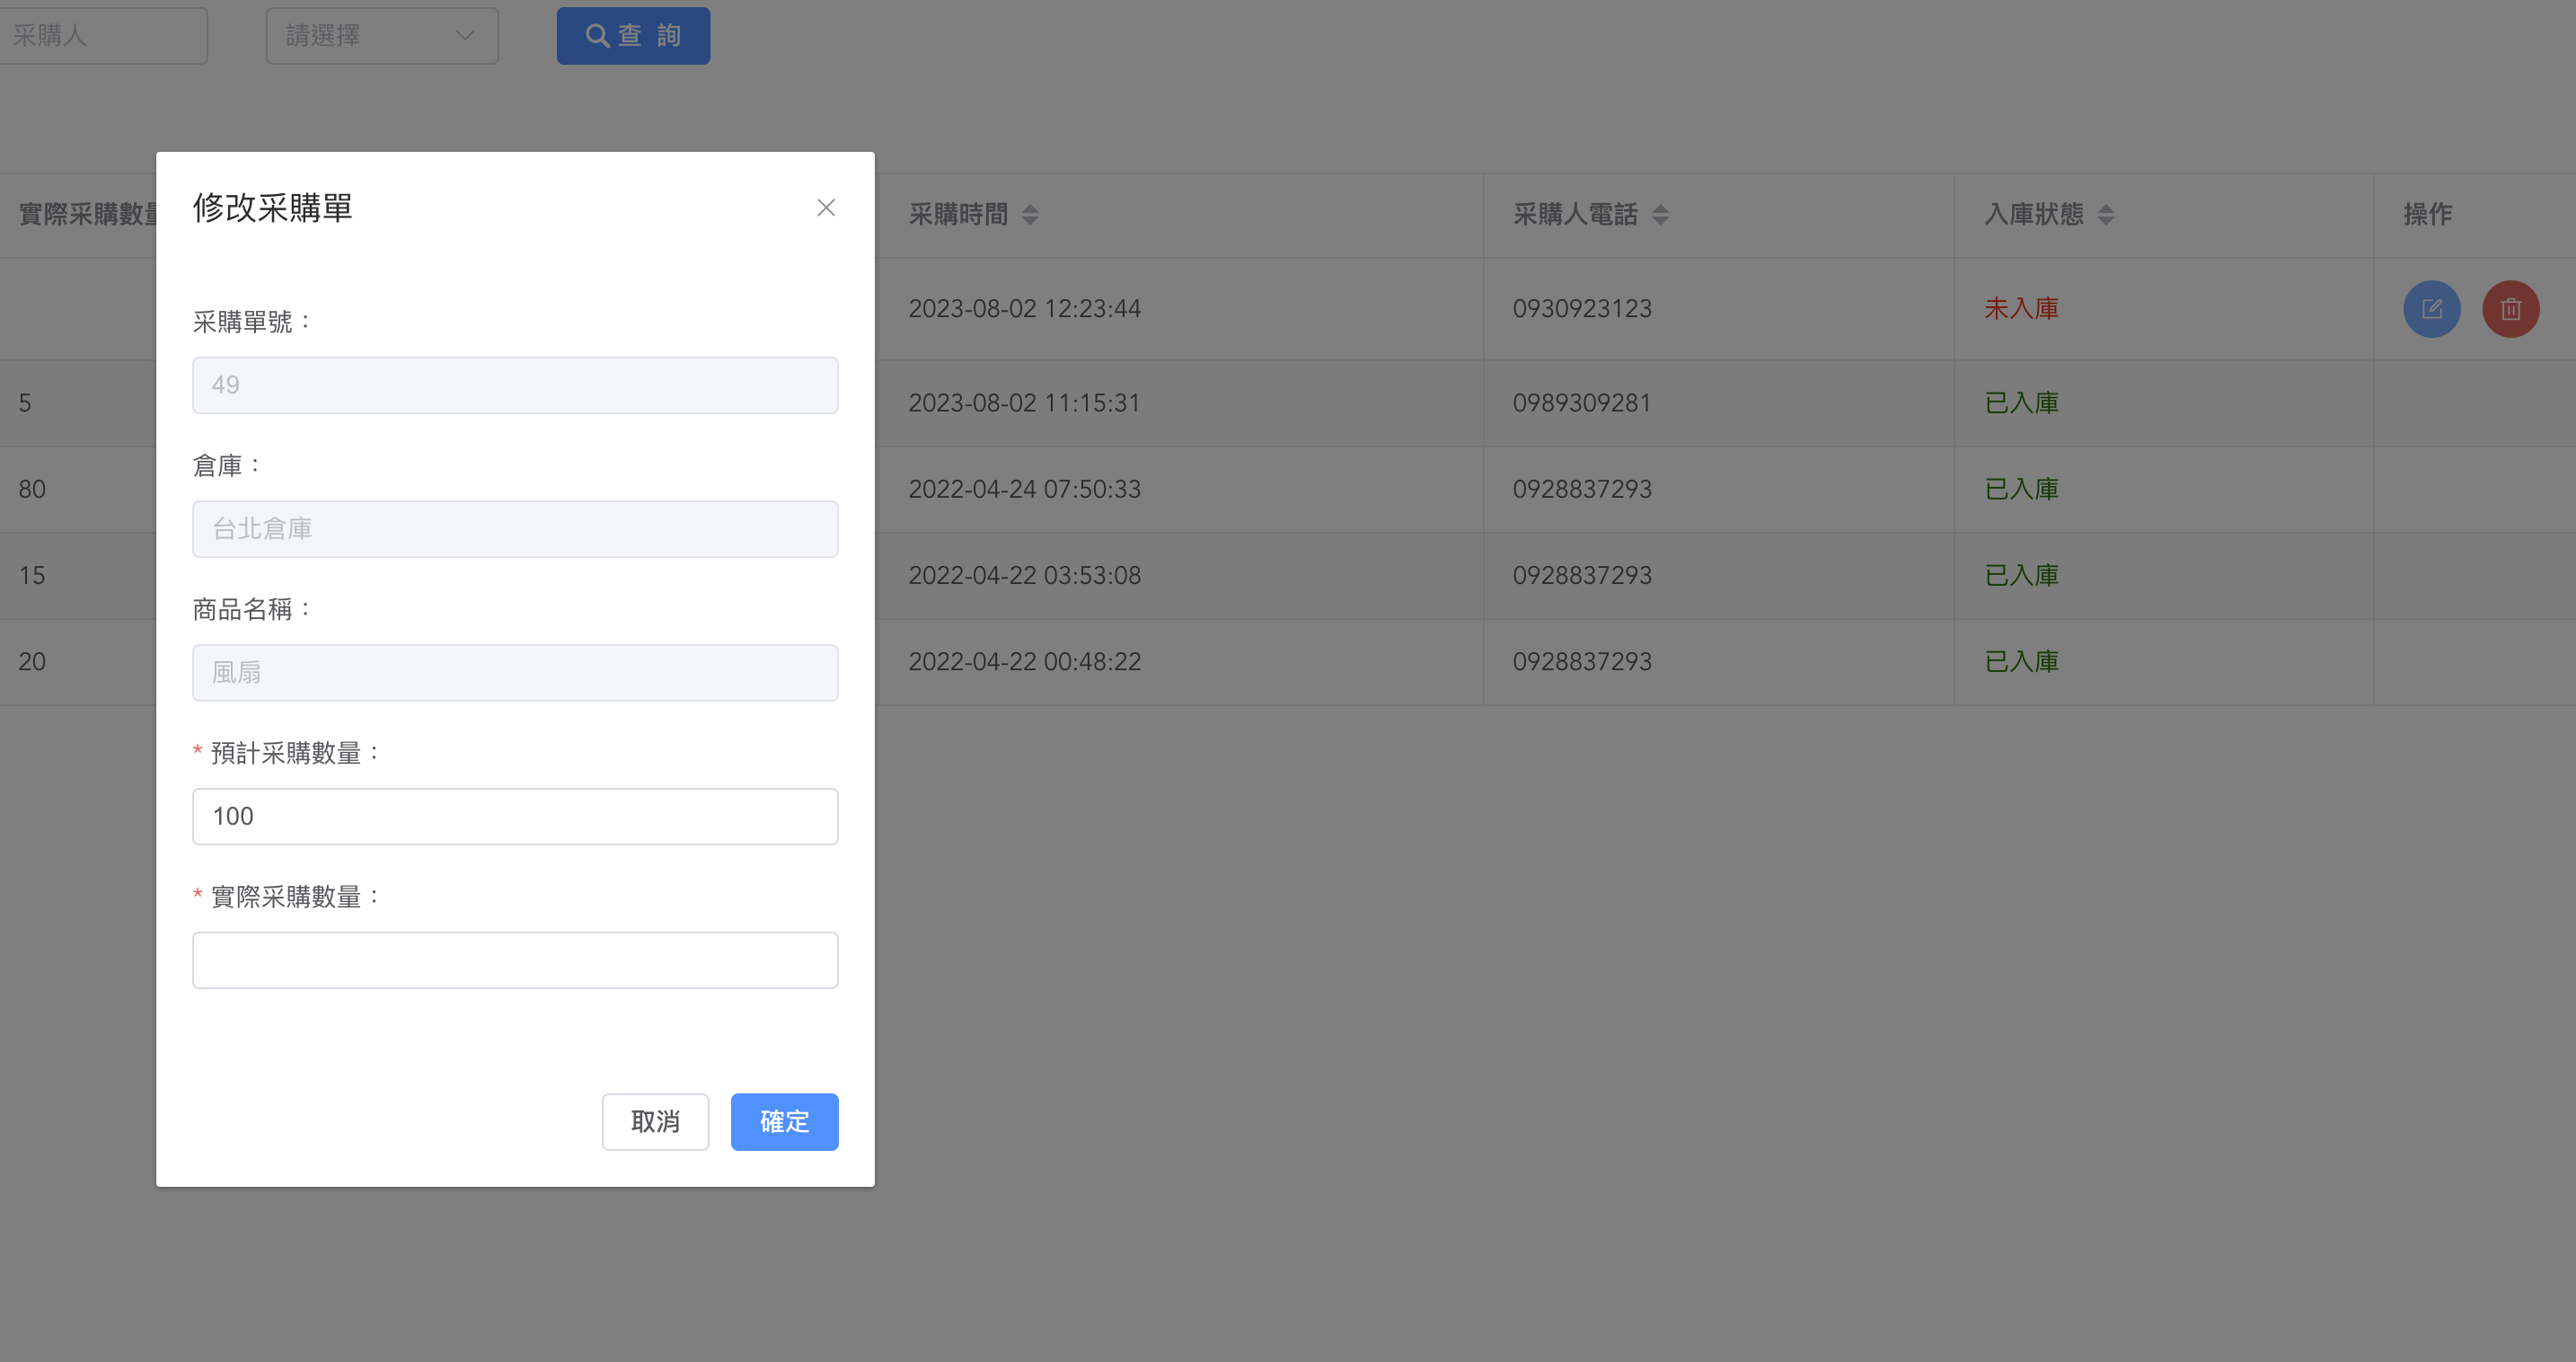 采購人
請選擇
查 詢
實際采購數量
采購時間
采購人電話
入庫狀態
操作
2023-08-02 12:23:44
0930923123
未入庫
5
2023-08-02 11:15:31
0989309281
已入庫
80
2022-04-24 07:50:33
0928837293
已入庫
15
2022-04-22 03:53:08
0928837293
已入庫
20
2022-04-22 00:48:22
0928837293
已入庫
修改采購單
采購單號：
49
倉庫：
台北倉庫
商品名稱：
風扇
* 預計采購數量：
100
* 實際采購數量：
取消
確定